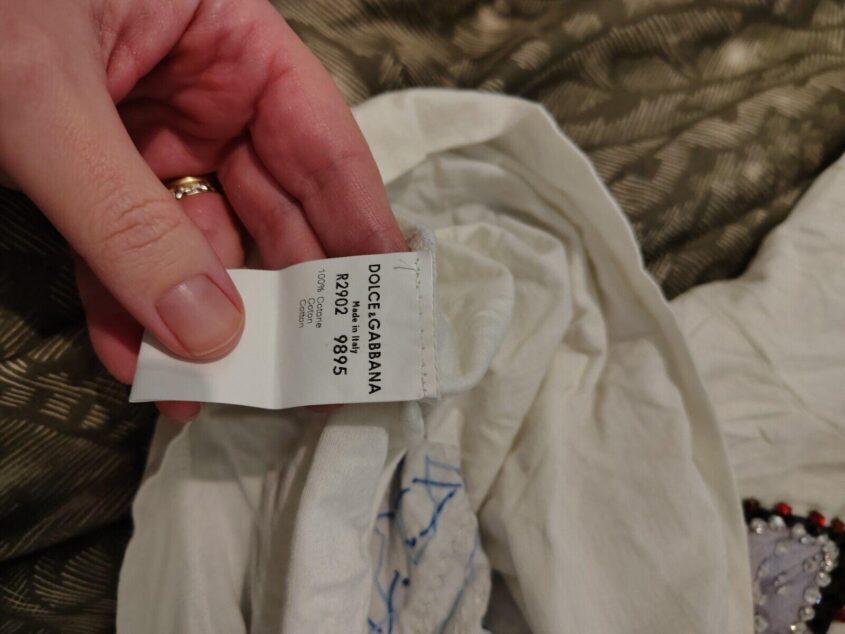 DOLCE&GABBANA
Made in Italy
R2902 9895
100% Cotone
Coton
Cotton